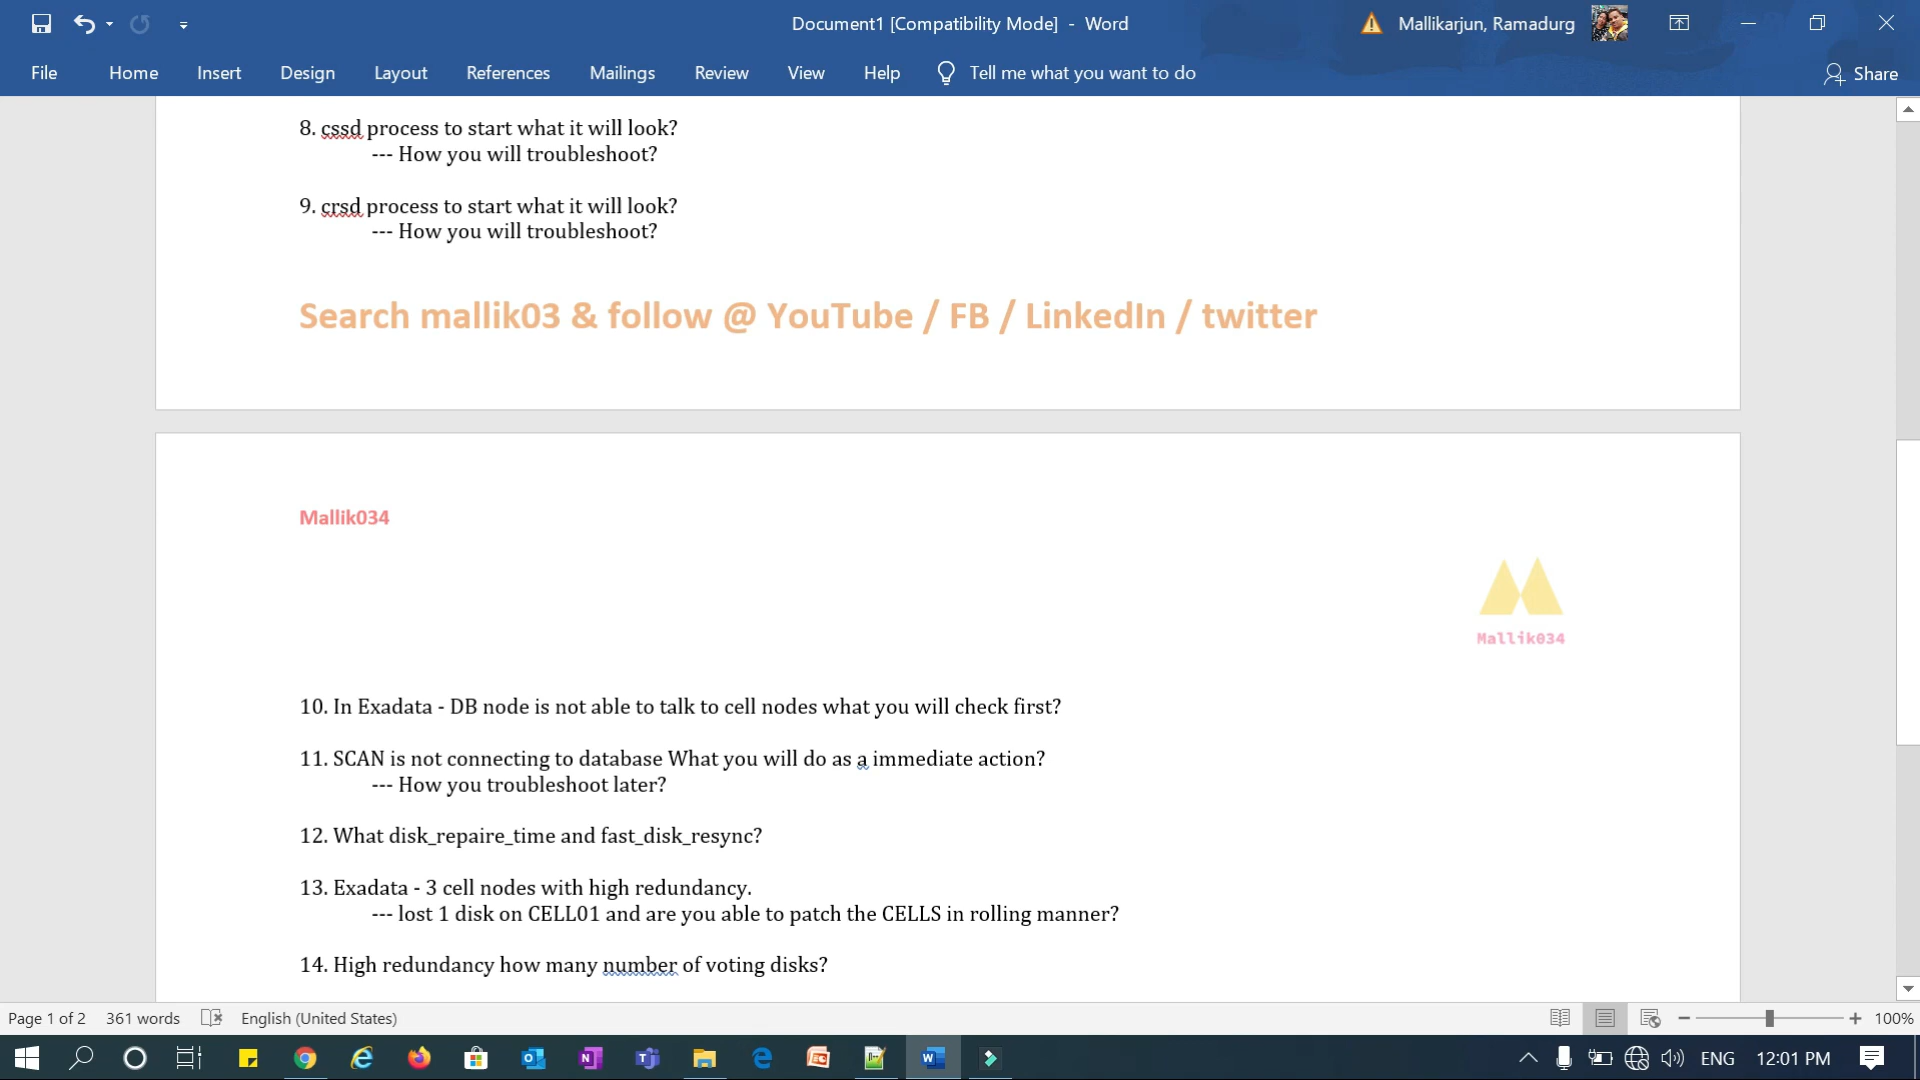 Document1 [Compatibility Mode] - Word
Mallikarjun, Ramadurg
File Home Insert Design Layout References Mailings Review View Help Tell me what you want to do Share
8. cssd process to start what it will look?
--- How you will troubleshoot?
9. crsd process to start what it will look?
--- How you will troubleshoot?
Search mallik03 & follow @ YouTube / FB / LinkedIn / twitter
Mallik034
Mallik034
10. In Exadata - DB node is not able to talk to cell nodes what you will check first?
11. SCAN is not connecting to database What you will do as a immediate action?
--- How you troubleshoot later?
12. What disk_repaire_time and fast_disk_resync?
13. Exadata - 3 cell nodes with high redundancy.
--- lost 1 disk on CELL01 and are you able to patch the CELLS in rolling manner?
14. High redundancy how many number of voting disks?
Page 1 of 2 361 words English (United States) 100%
ENG 12:01 PM